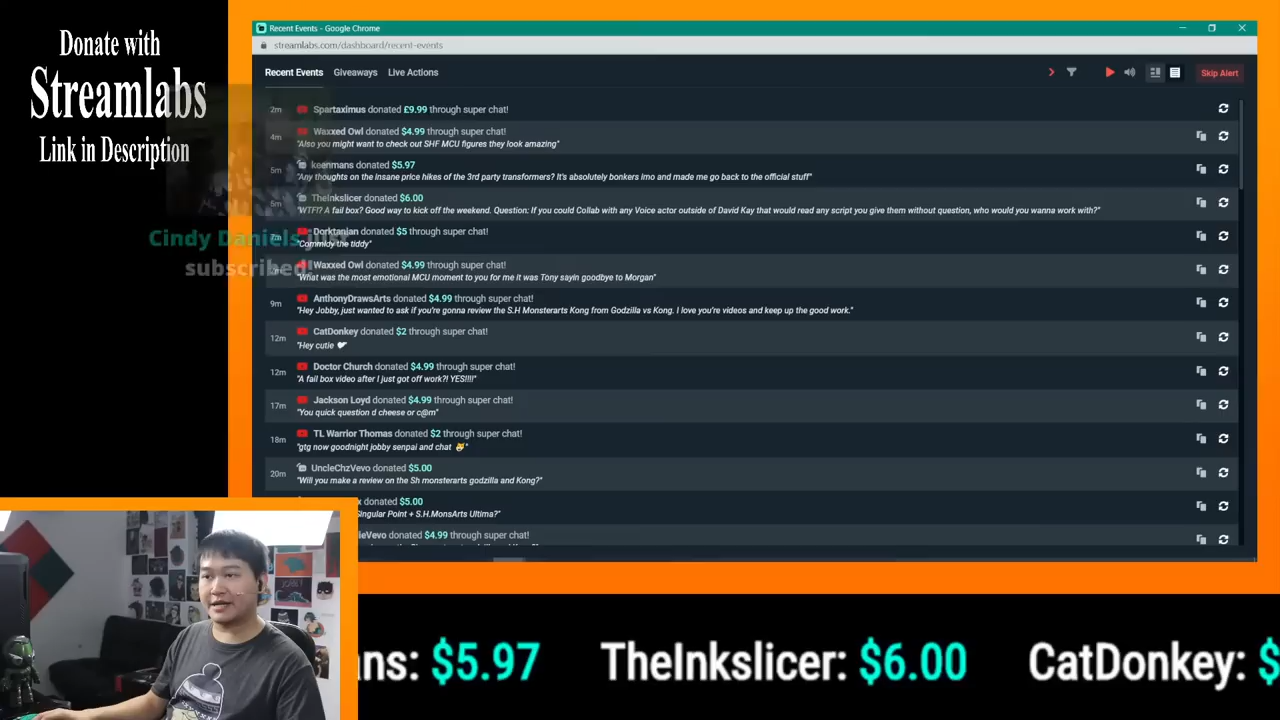 Donate with
Streamlabs
Link in Description
Cindy Daniels just
subscribed!
Recent Events - Google Chrome
streamlabs.com/dashboard/recent-events
Recent Events Giveaways Live Actions Skip Alert
2m Spartaximus donated £9.99 through super chat!
4m Waxxed Owl donated $4.99 through super chat!
"Also you might want to check out SHF MCU figures they look amazing"
5m keenmans donated $5.97
"Any thoughts on the insane price hikes of the 3rd party transformers? It's absolutely bonkers imo and made me go back to the official stuff"
5m TheInkslicer donated $6.00
"WTF!? A fail box? Good way to kick off the weekend. Question: If you could Collab with any Voice actor outside of David Kay that would read any script you give them without question, who would you wanna work with?"
7m Dorktanian donated $5 through super chat!
"Commidy the tiddy"
Waxxed Owl donated $4.99 through super chat!
"What was the most emotional MCU moment to you for me it was Tony sayin goodbye to Morgan"
9m AnthonyDrawsArts donated $4.99 through super chat!
"Hey Jobby, just wanted to ask if you're gonna review the S.H Monsterarts Kong from Godzilla vs Kong. I love you're videos and keep up the good work."
12m CatDonkey donated $2 through super chat!
"Hey cutie
12m Doctor Church donated $4.99 through super chat!
"A fail box video after I just got off work?! YES!!!!"
17m Jackson Loyd donated $4.99 through super chat!
"You quick question d cheese or c@m"
18m TL Warrior Thomas donated $2 through super chat!
"gtg now goodnight jobby senpai and chat 🥳"
20m UncleChzVevo donated $5.00
"Will you make a review on the Sh monsterarts godzilla and Kong?"
donated $5.00
Singular Point + S.H.MonsArts Ultima?"
Vevo donated $4.99 through super chat!
ans: $5.97 TheInkslicer: $6.00 CatDonkey: $